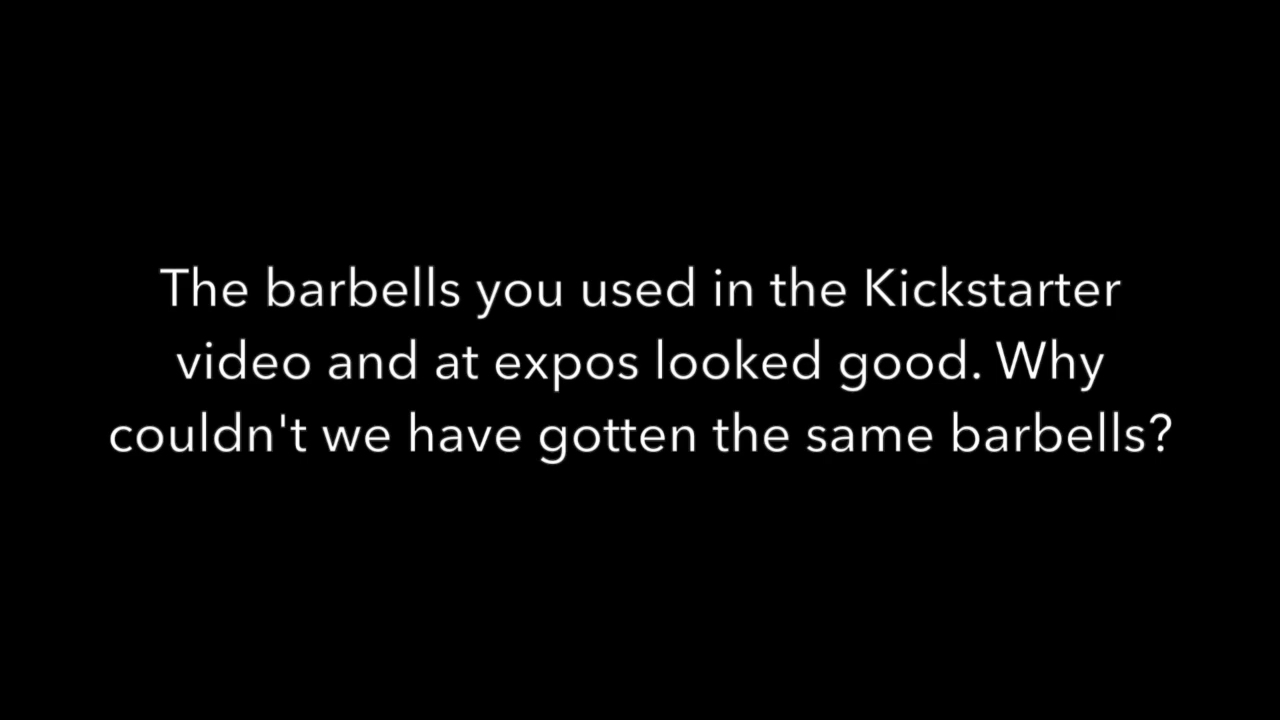 The barbells you used in the Kickstarter
video and at expos looked good. Why
couldn't we have gotten the same barbells?